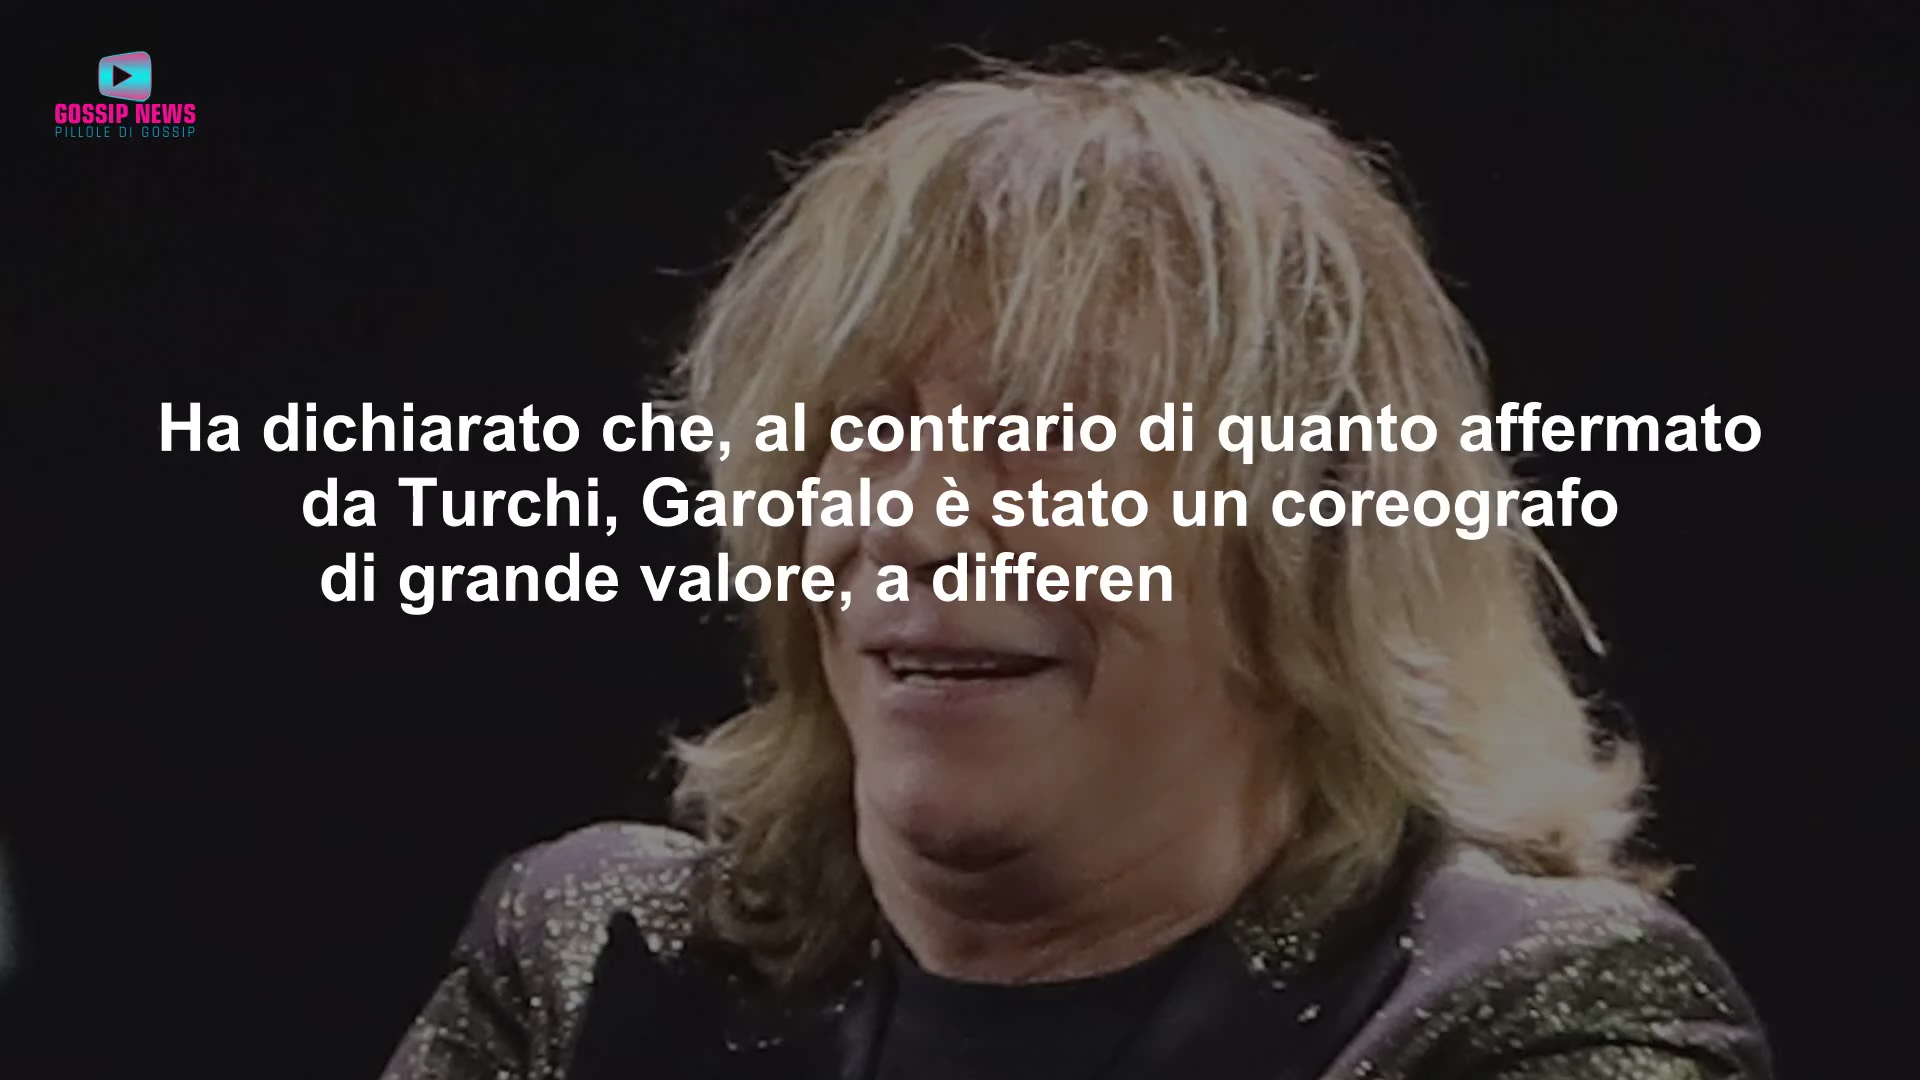 GOSSIP NEWS
PILLOLE DI GOSSIP
Ha dichiarato che, al contrario di quanto affermato
da Turchi, Garofalo è stato un coreografo
di grande valore, a differen